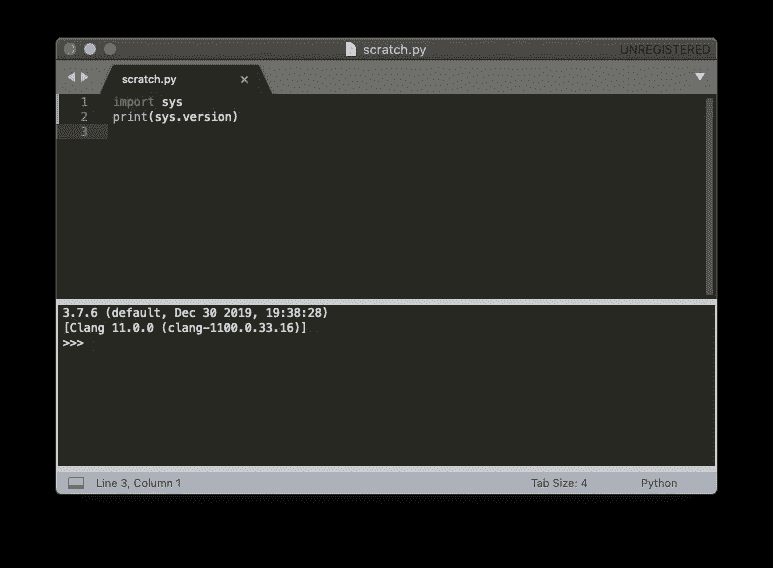 scratch.py
UNREGISTERED
scratch.py ×
1 import sys
2 print(sys.version)
3
3.7.6 (default, Dec 30 2019, 19:38:28)
[Clang 11.0.0 (clang-1100.0.33.16)]
>>>
Line 3, Column 1
Tab Size: 4
Python